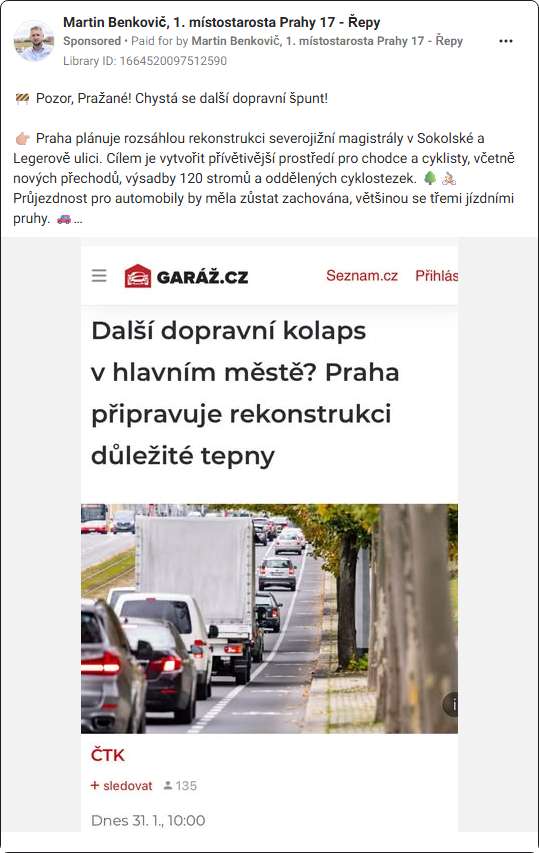 Martin Benkovič, 1. místostarosta Prahy 17 - Řepy
Sponsored • Paid for by Martin Benkovič, 1. místostarosta Prahy 17 - Řepy
Library ID: 1664520097512590
🚧 Pozor, Pražané! Chystá se další dopravní špunt!
👉🏼 Praha plánuje rozsáhlou rekonstrukci severojižní magistrály v Sokolské a
Legerově ulici. Cílem je vytvořit přívětivější prostředí pro chodce a cyklisty, včetně
nových přechodů, výsadby 120 stromů a oddělených cyklostezek. 🌳 🚴🏼
Průjezdnost pro automobily by měla zůstat zachována, většinou se třemi jízdními
pruhy. 🚗 ...
GARÁŽ.CZ
Seznam.cz Přihlás
Další dopravní kolaps
v hlavním městě? Praha
připravuje rekonstrukci
důležité tepny
i
ČTK
+ sledovat 135
Dnes 31. 1., 10:00